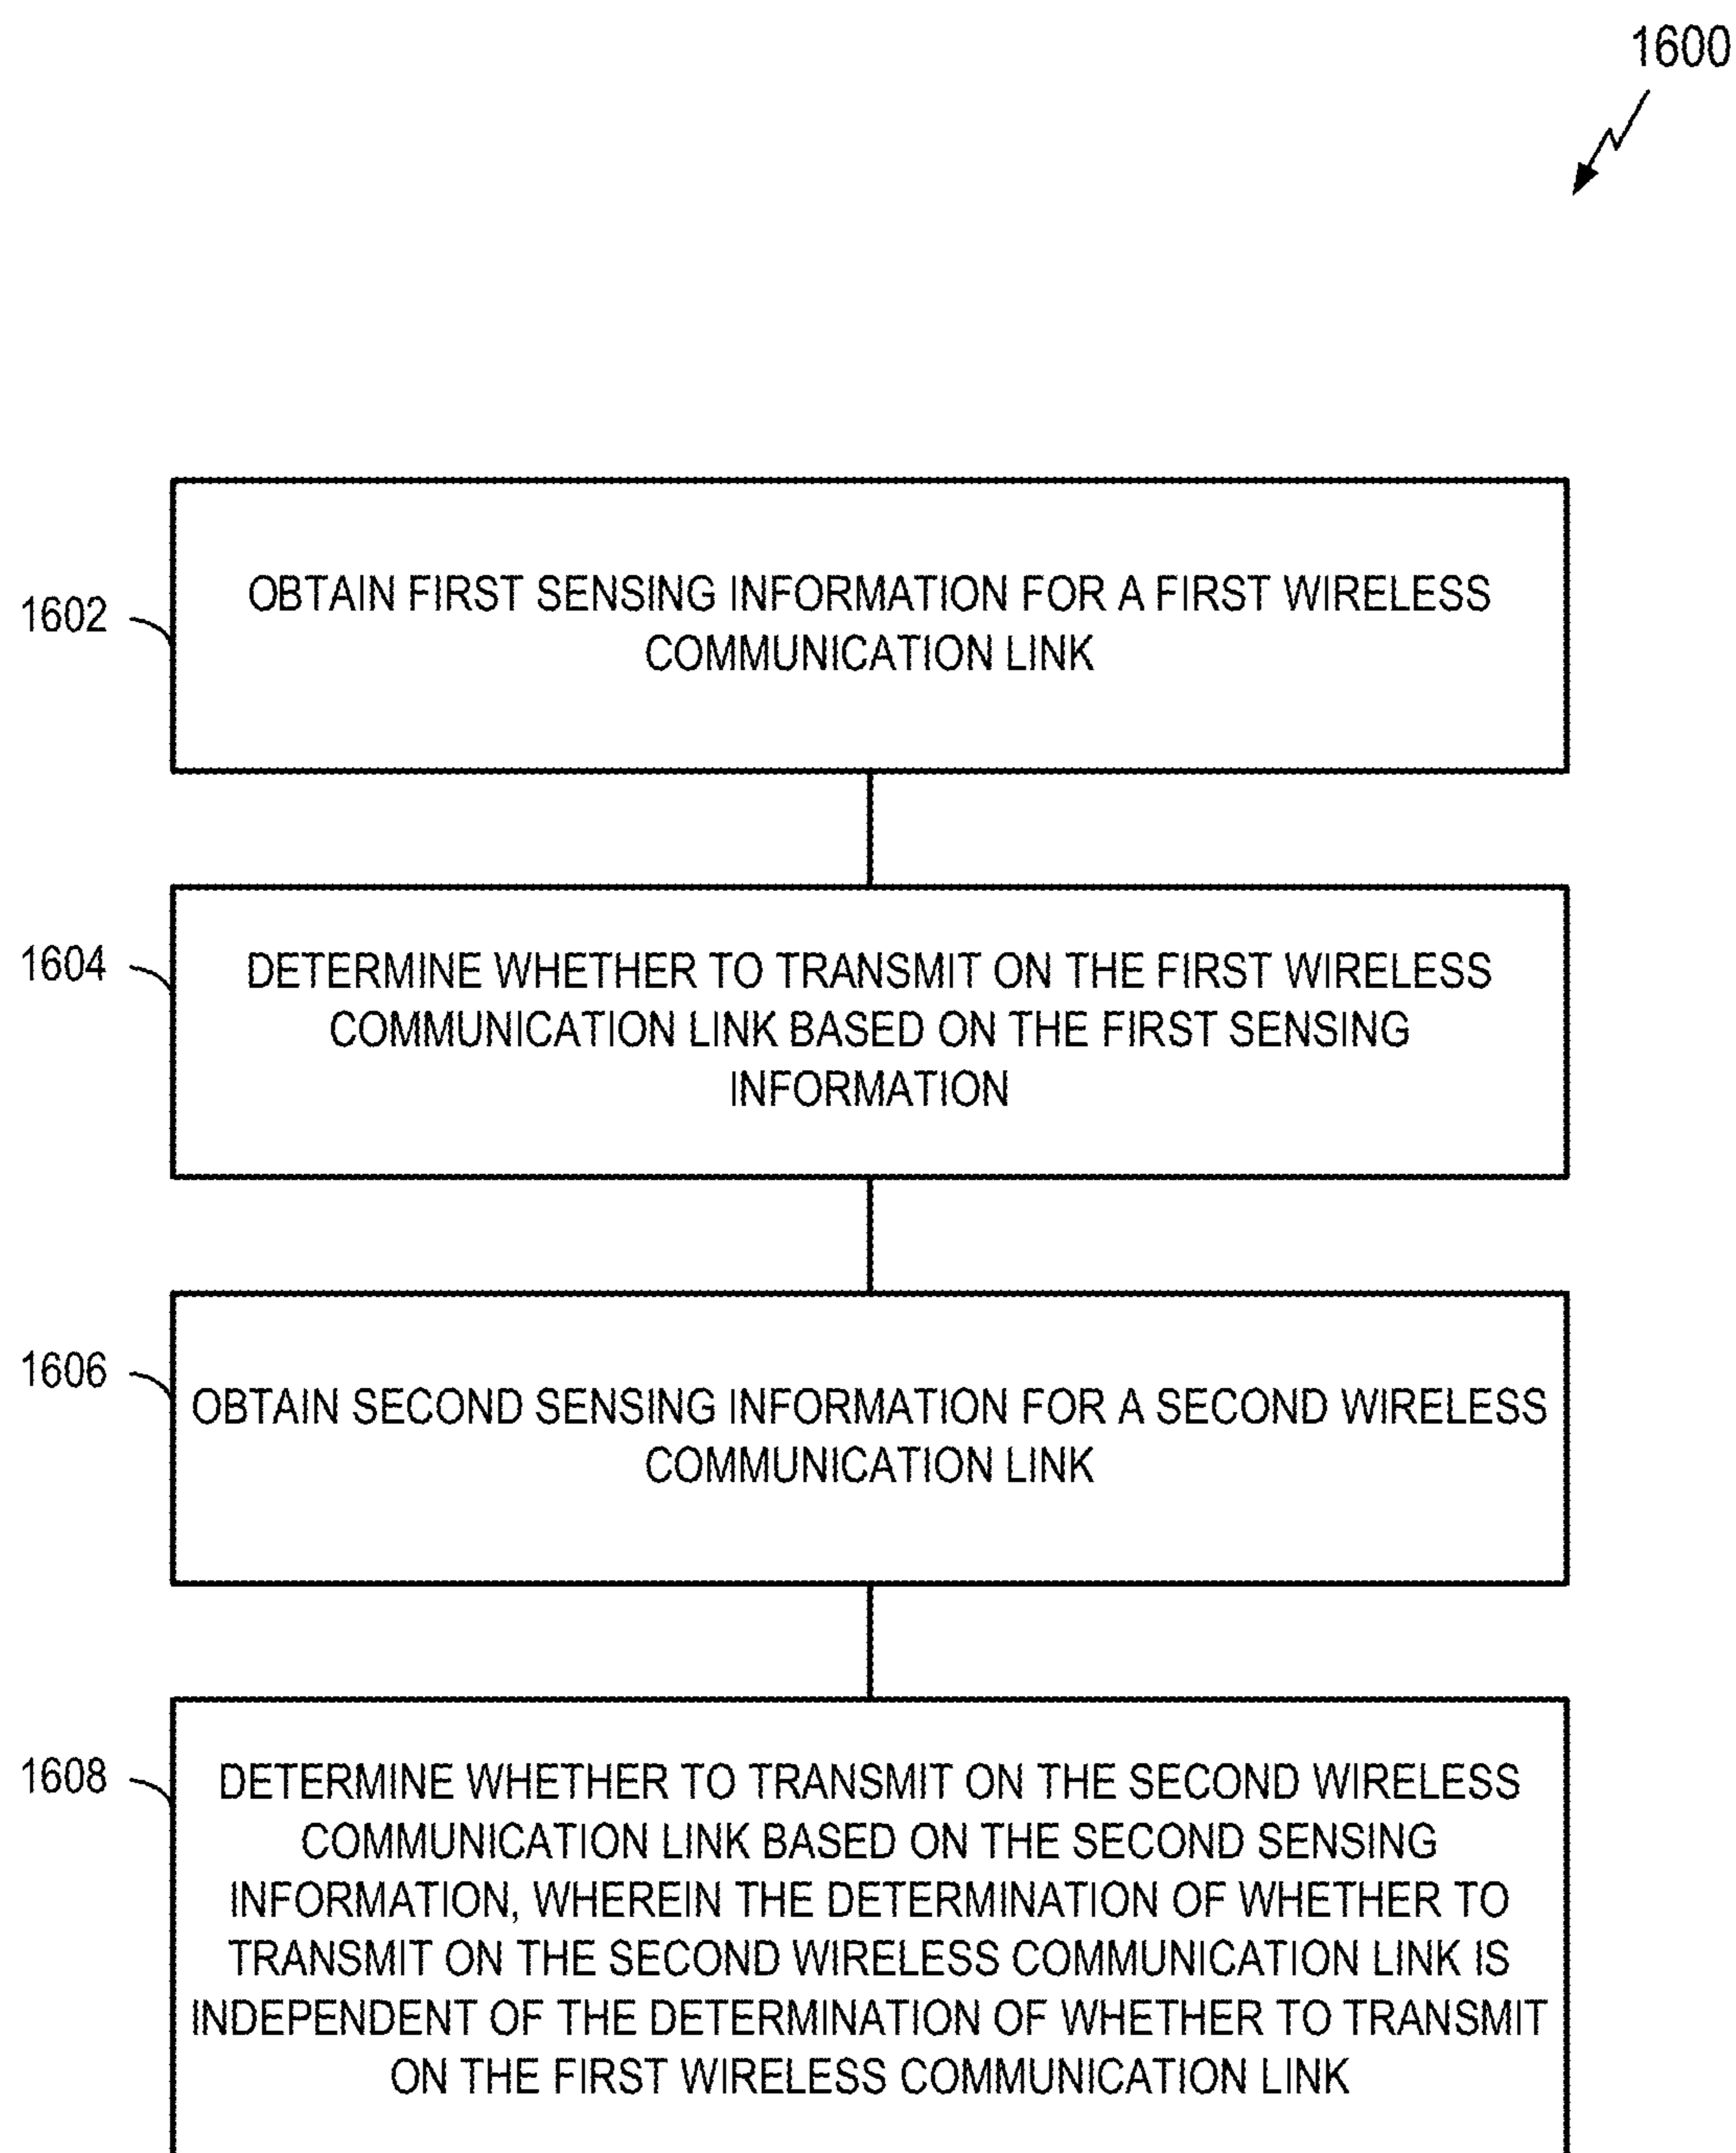 1600
1602
OBTAIN FIRST SENSING INFORMATION FOR A FIRST WIRELESS
COMMUNICATION LINK
1604
DETERMINE WHETHER TO TRANSMIT ON THE FIRST WIRELESS
COMMUNICATION LINK BASED ON THE FIRST SENSING
INFORMATION
1606
OBTAIN SECOND SENSING INFORMATION FOR A SECOND WIRELESS
COMMUNICATION LINK
1608
DETERMINE WHETHER TO TRANSMIT ON THE SECOND WIRELESS
COMMUNICATION LINK BASED ON THE SECOND SENSING
INFORMATION, WHEREIN THE DETERMINATION OF WHETHER TO
TRANSMIT ON THE SECOND WIRELESS COMMUNICATION LINK IS
INDEPENDENT OF THE DETERMINATION OF WHETHER TO TRANSMIT
ON THE FIRST WIRELESS COMMUNICATION LINK